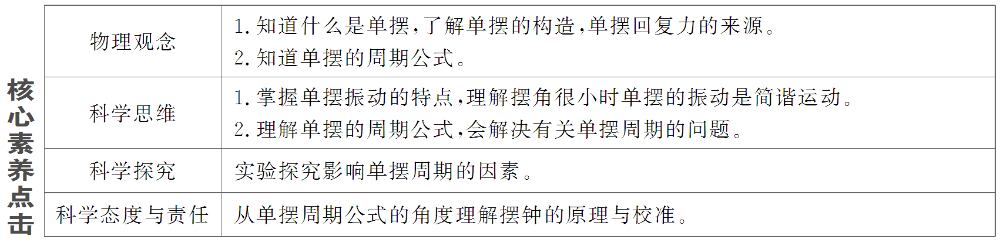 核心素养点击
物理观念
1.知道什么是单摆,了解单摆的构造,单摆回复力的来源。
2.知道单摆的周期公式。
科学思维
1.掌握单摆振动的特点,理解摆角很小时单摆的振动是简谐运动。
2.理解单摆的周期公式,会解决有关单摆周期的问题。
科学探究
实验探究影响单摆周期的因素。
科学态度与责任
从单摆周期公式的角度理解摆钟的原理与校准。